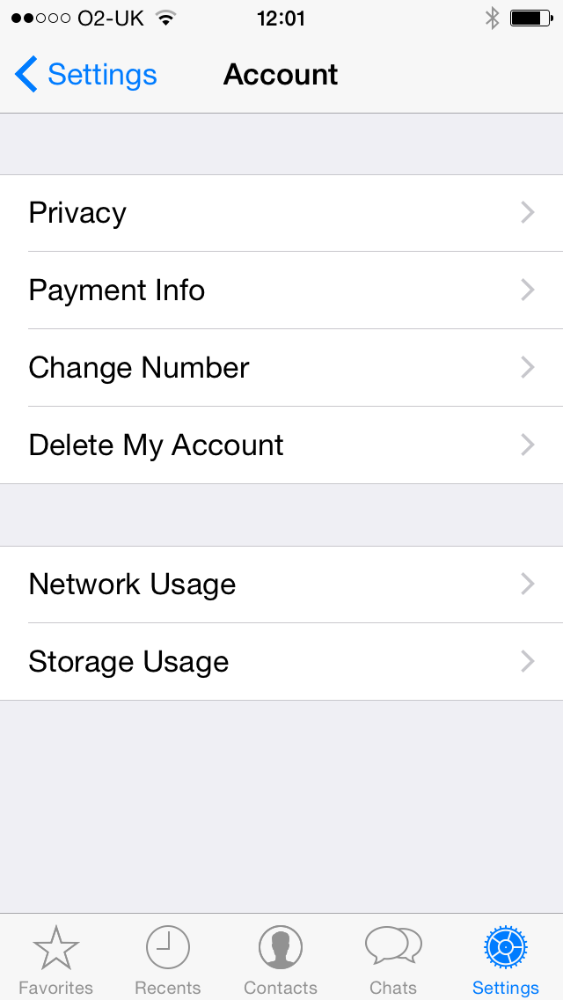 O2-UK 12:01
Settings Account
Privacy
Payment Info
Change Number
Delete My Account
Network Usage
Storage Usage
Favorites Recents Contacts Chats Settings